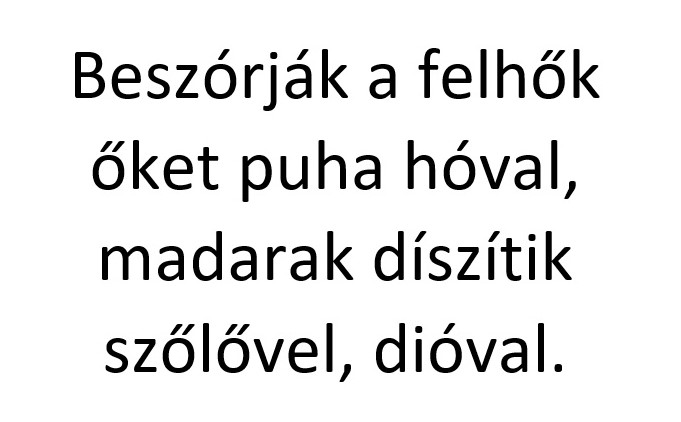 Beszórják a felhők
őket puha hóval,
madarak díszítik
szőlővel, dióval.